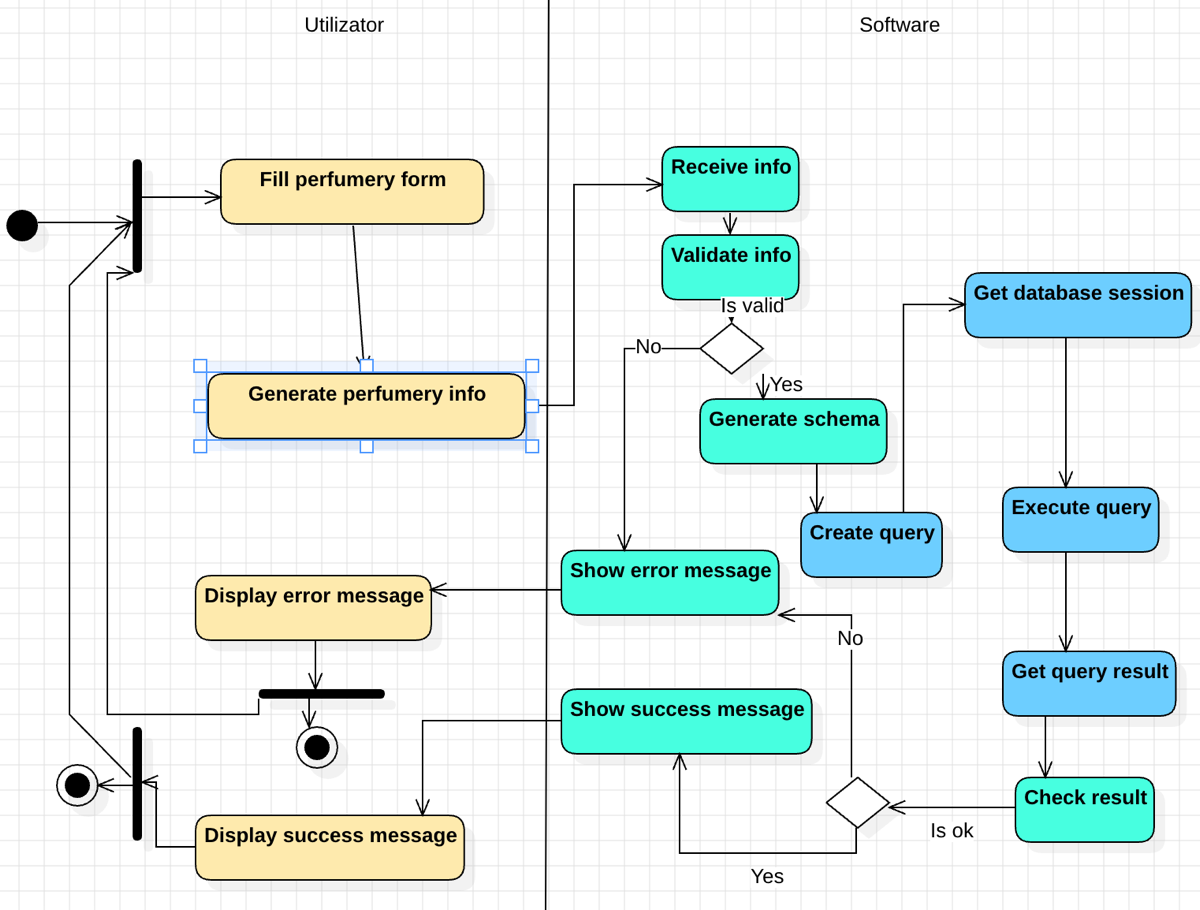 Utilizator
Software
Fill perfumery form
Generate perfumery info
Receive info
Validate info
Is valid
No
Yes
Generate schema
Create query
Get database session
Execute query
Get query result
Check result
Is ok
No
Yes
Show error message
Show success message
Display error message
Display success message